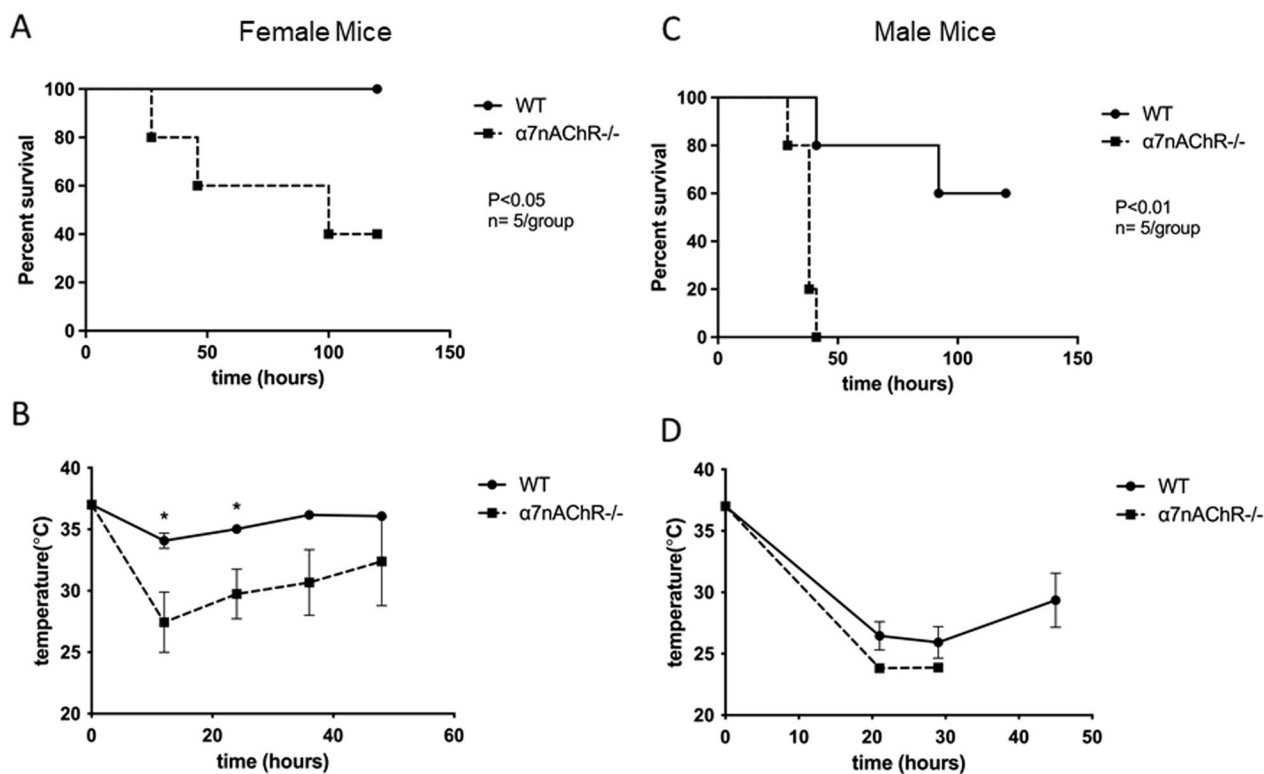 A
Female Mice
Percent survival
100
80
60
40
20
0
0
50
100
150
time (hours)
WT
α7nAChR-/-
P<0.05
n= 5/group
C
Male Mice
Percent survival
100
80
60
40
20
0
0
50
100
150
time (hours)
WT
α7nAChR-/-
P<0.01
n= 5/group
B
temperature(°C)
40
35
30
25
20
*
*
0
20
40
60
time (hours)
WT
α7nAChR-/-
D
temperature(°C)
40
35
30
25
20
0
10
20
30
40
50
time (hours)
WT
α7nAChR-/-